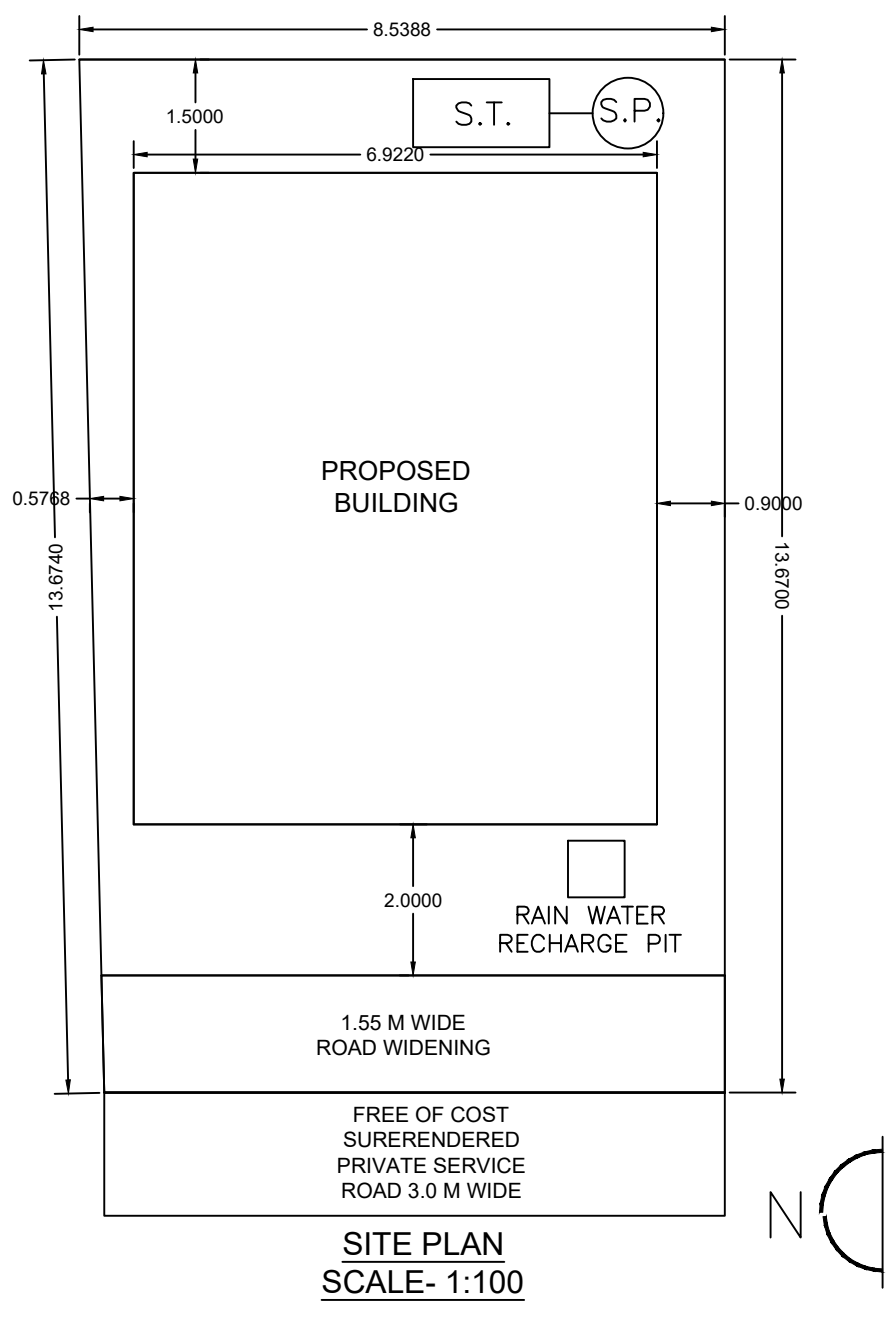 8.5388
1.5000
S.T.
S.P.
6.9220
PROPOSED
BUILDING
0.5768
0.9000
13.6740
13.6700
2.0000
RAIN WATER
RECHARGE PIT
1.55 M WIDE
ROAD WIDENING
FREE OF COST
SURERENDERED
PRIVATE SERVICE
ROAD 3.0 M WIDE
N
SITE PLAN
SCALE- 1:100